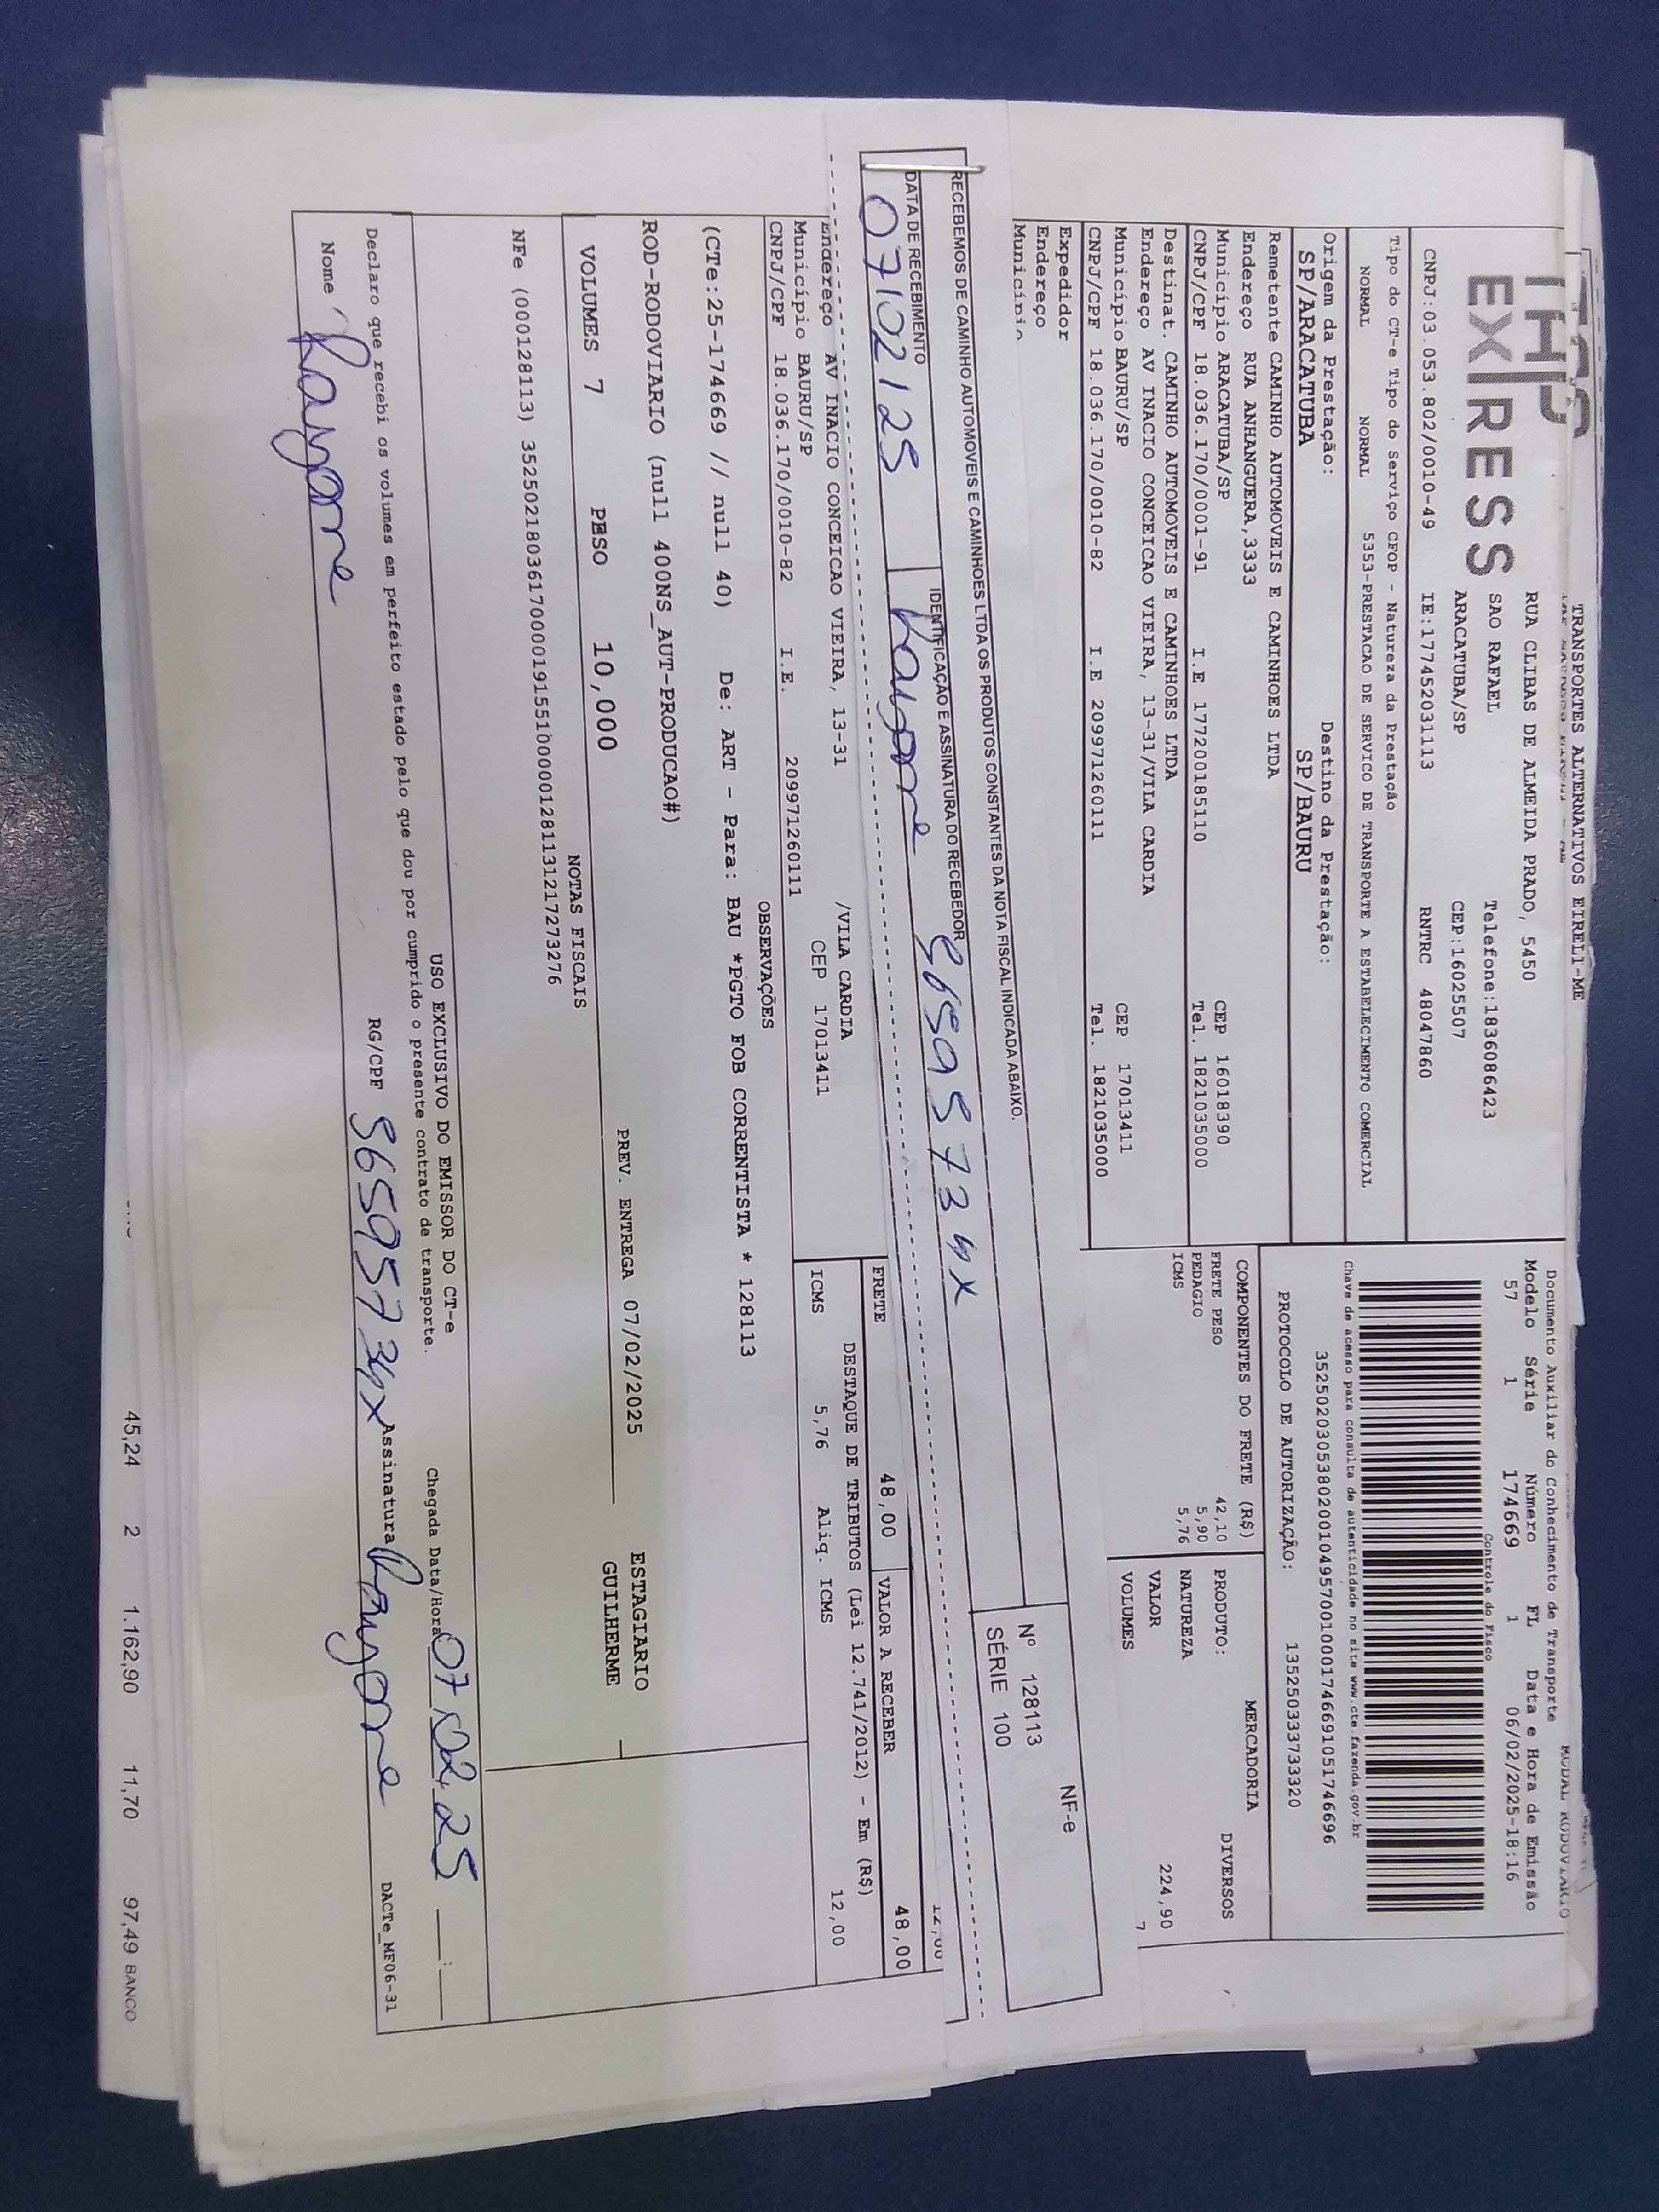 TRANSPORTES ALTERNATIVOS EIRELI-ME
EXPRESS
RUA CLIBAS DE ALMEIDA PRADO, 5450
SAO RAFAEL Telefone:1836086423
ARACATUBA/SP CEP:16025507
CNPJ:03.053.802/0010-49 IE:177452031113 RNTRC 48047860
Tipo do CT-e Tipo do Serviço CFOP - Natureza da Prestação
NORMAL NORMAL 5353-PRESTACAO DE SERVICO DE TRANSPORTE A ESTABELECIMENTO COMERCIAL
Origem da Prestação: Destino da Prestação:
SP/ARACATUBA SP/BAURU
Remetente CAMINHO AUTOMOVEIS E CAMINHOES LTDA
Endereço RUA ANHANGUERA,3333
Município ARACATUBA/SP CEP 16018390
CNPJ/CPF 18.036.170/0001-91 I.E 177200185110 Tel. 1821035000
Destinat. CAMINHO AUTOMOVEIS E CAMINHOES LTDA
Endereço AV INACIO CONCEICAO VIEIRA, 13-31/VILA CARDIA
Município BAURU/SP CEP 17013411
CNPJ/CPF 18.036.170/0010-82 I.E 209971260111 Tel. 1821035000
Expedidor
Endereço
Município
MODAL RODOVIARIO
Documento Auxiliar do Conhecimento de Transporte
Modelo Série Número FL Data e Hora de Emissão
57 1 174669 1 06/02/2025-18:16
Controle do Fisco
Chave de acesso para consulta de autenticidade no site www.cte.fazenda.gov.br
35250203053802001049570010001746691051746696
PROTOCOLO DE AUTORIZAÇÃO: 135250333733320
COMPONENTES DO FRETE (R$) MERCADORIA
FRETE PESO 42,10 PRODUTO: DIVERSOS
PEDAGIO 5,90 NATUREZA
ICMS 5,76 VALOR 224,90
VOLUMES 7
RECEBEMOS DE CAMINHO AUTOMOVEIS E CAMINHOES LTDA OS PRODUTOS CONSTANTES DA NOTA FISCAL INDICADA ABAIXO.
DATA DE RECEBIMENTO IDENTIFICAÇÃO E ASSINATURA DO RECEBEDOR
07/02/25 Rayane
NF-e
Nº 128113
SÉRIE 100
12,00
FRETE 48,00 VALOR A RECEBER 48,00
Endereço AV INACIO CONCEICAO VIEIRA, 13-31 /VILA CARDIA
Município BAURU/SP CEP 17013411
CNPJ/CPF 18.036.170/0010-82 I.E. 209971260111
DESTAQUE DE TRIBUTOS (Lei 12.741/2012) - Em (R$)
ICMS 5,76 Aliq. ICMS 12,00
OBSERVAÇÕES
(CTe:25-174669 // null 40) De: ART - Para: BAU *PGTO FOB CORRENTISTA * 128113
ROD-RODOVIARIO (null 400NS_AUT-PRODUCAO#)
VOLUMES 7 PESO 10,000 PREV. ENTREGA 07/02/2025 ESTAGIARIO
GUILHERME
NOTAS FISCAIS
NFe (000128113) 35250218036170000191551000001281131217273276
USO EXCLUSIVO DO EMISSOR DO CT-e
Declaro que recebi os volumes em perfeito estado pelo que dou por cumprido o presente contrato de transporte.
Chegada Data/Hora 07/02/25 __:__
Nome Rayane RG/CPF Assinatura Rayane
DACTe_MF06-31
45,24 2 1.162,90 11,70 97,49 BANCO